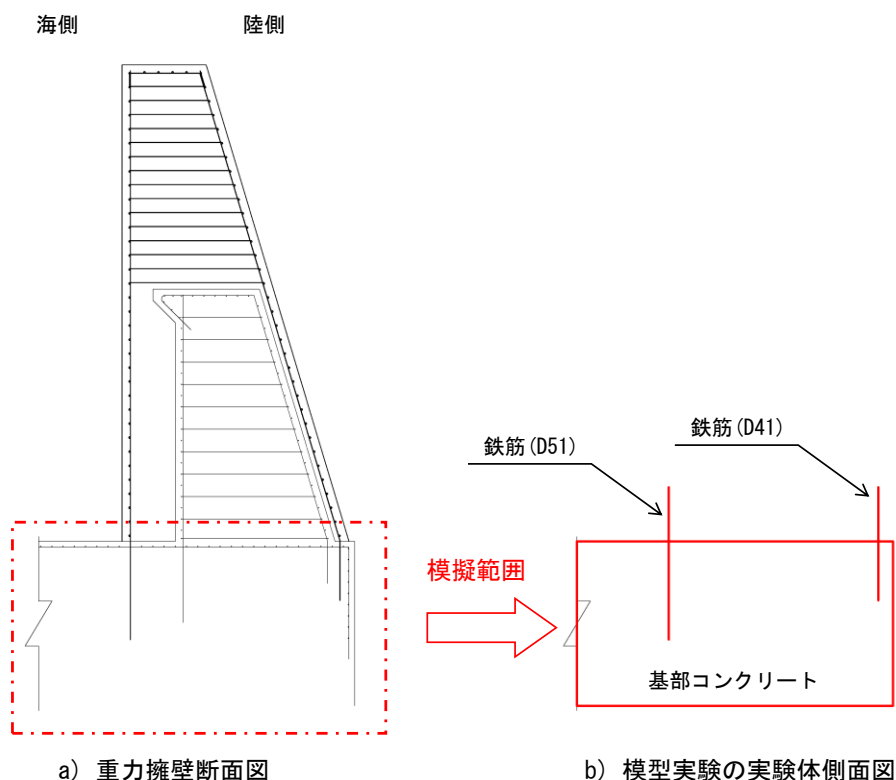 海側
陸側
鉄筋(D51)
鉄筋(D41)
模擬範囲
基部コンクリート
a) 重力擁壁断面図
b) 模型実験の実験体側面図